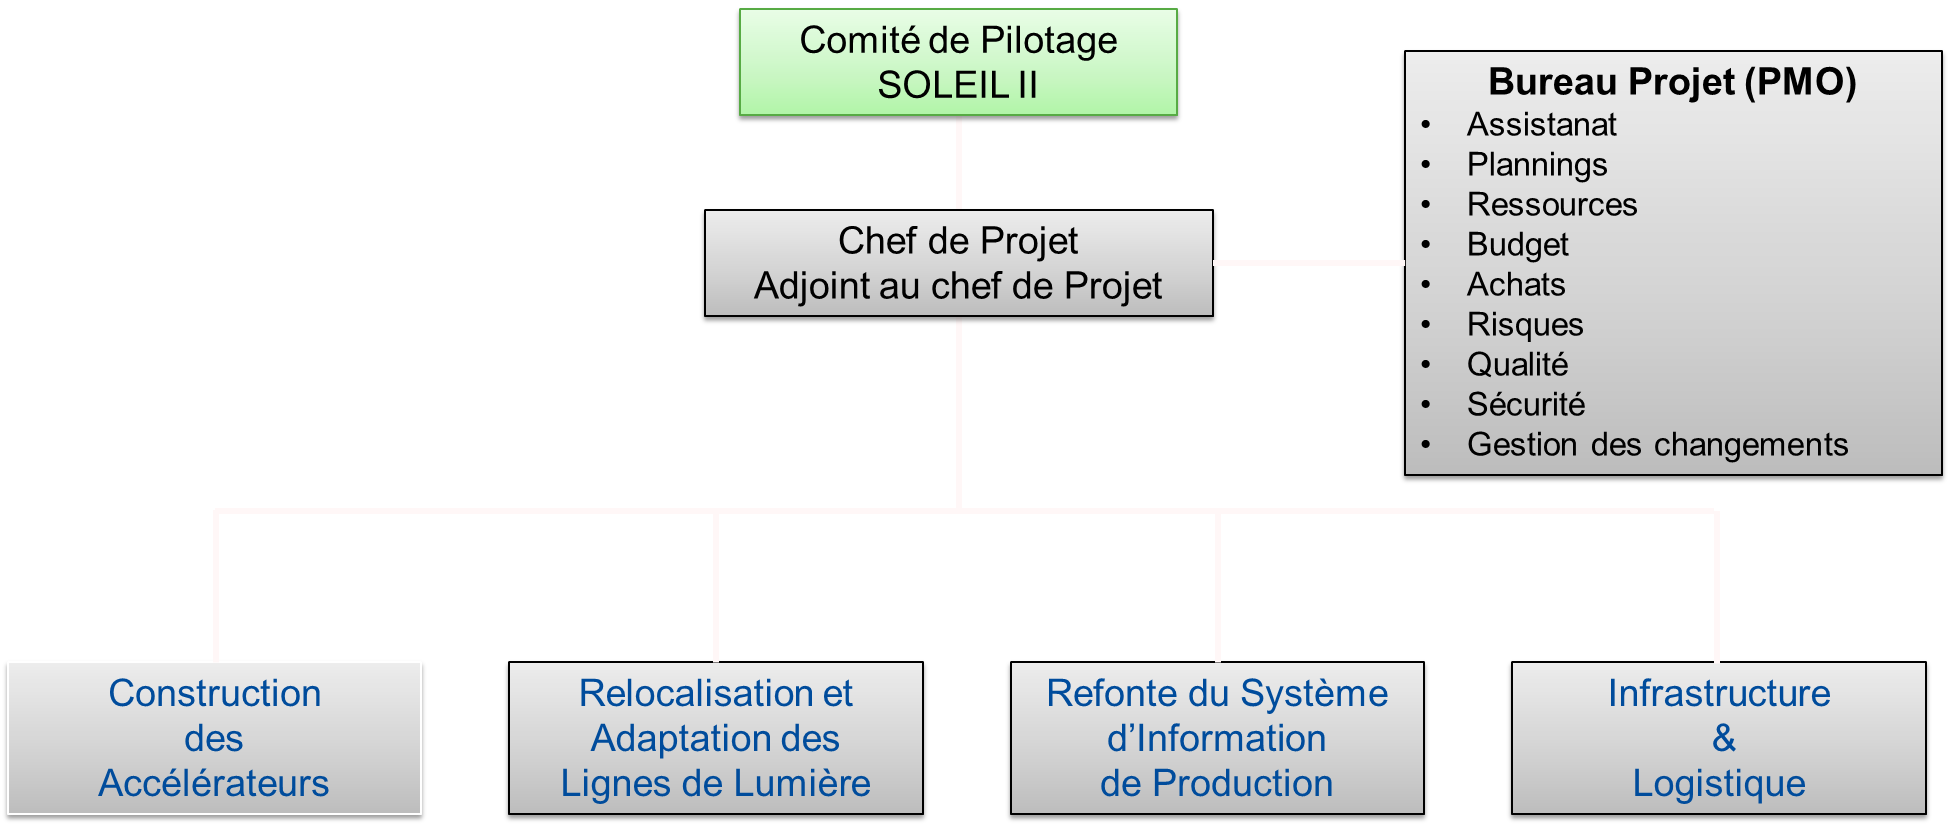 Comité de Pilotage
SOLEIL II
Bureau Projet (PMO)
• Assistanat
• Plannings
• Ressources
• Budget
• Achats
• Risques
• Qualité
• Sécurité
• Gestion des changements
Chef de Projet
Adjoint au chef de Projet
Construction
des
Accélérateurs
Relocalisation et
Adaptation des
Lignes de Lumière
Refonte du Système
d’Information
de Production
Infrastructure
&
Logistique